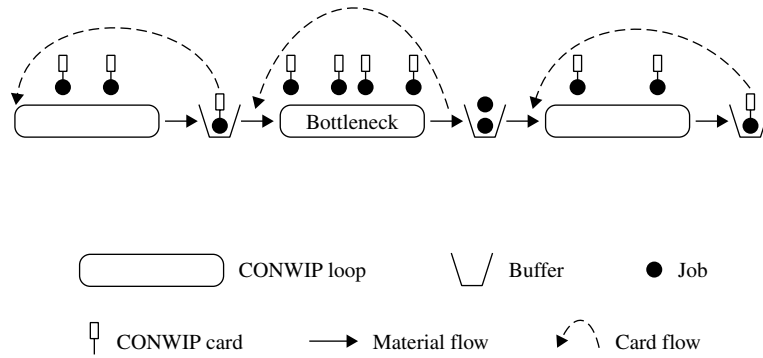 Bottleneck
CONWIP loop
Buffer
Job
CONWIP card
Material flow
Card flow